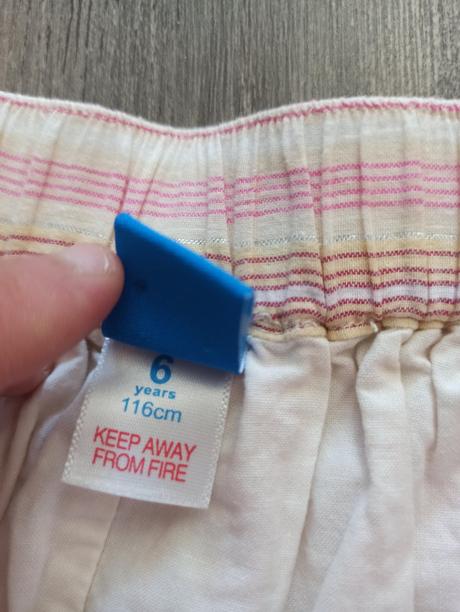 6
years
116cm
KEEP AWAY
FROM FIRE